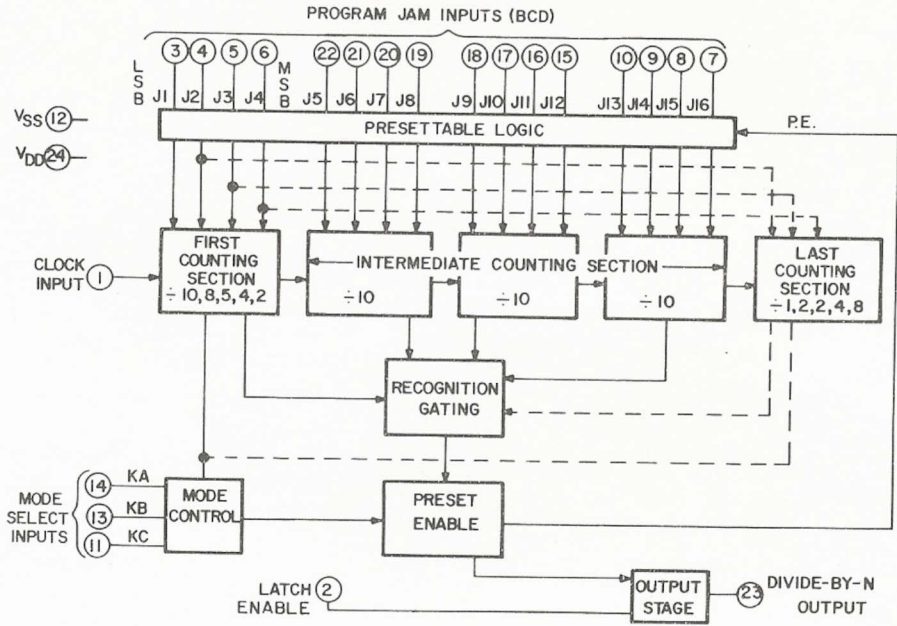 PROGRAM JAM INPUTS (BCD)
3 4 5 6 22 21 20 19 18 17 16 15 10 9 8 7
LSB J1 J2 J3 J4 MSB J5 J6 J7 J8 J9 J10 J11 J12 J13 J14 J15 J16
VSS 12
PRESETTABLE LOGIC
P.E.
VDD 24
CLOCK
INPUT 1
FIRST
COUNTING
SECTION
÷ 10, 8, 5, 4, 2
INTERMEDIATE COUNTING SECTION
÷10 ÷10 ÷10
LAST
COUNTING
SECTION
÷ 1, 2, 2, 4, 8
RECOGNITION
GATING
MODE
SELECT
INPUTS
14 KA
13 KB
11 KC
MODE
CONTROL
PRESET
ENABLE
LATCH 2
ENABLE
OUTPUT
STAGE
23 DIVIDE-BY-N
OUTPUT